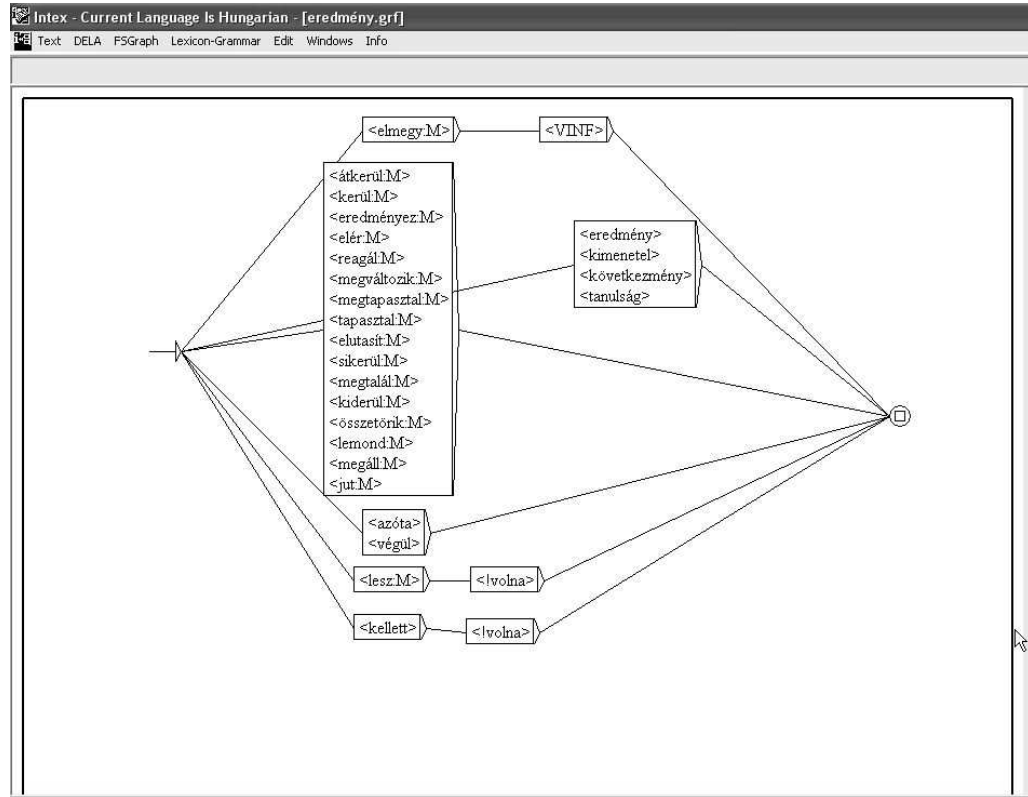 Intex - Current Language Is Hungarian - [eredmény.grf]
Text DELA FSGraph Lexicon-Grammar Edit Windows Info
<elmegy:M> <VINF>
<átkerül:M>
<kerül:M>
<eredményez:M>
<elér:M>
<reagál:M>
<megváltozik:M>
<megtapasztal:M>
<tapasztal:M>
<elutasít:M>
<sikerül:M>
<megtalál:M>
<kiderül:M>
<összetörik:M>
<lemond:M>
<megáll:M>
<jut:M>
<eredmény>
<kimenetel>
<következmény>
<tanulság>
<azóta>
<végül>
<lesz:M> <!volna>
<kellett> <!volna>